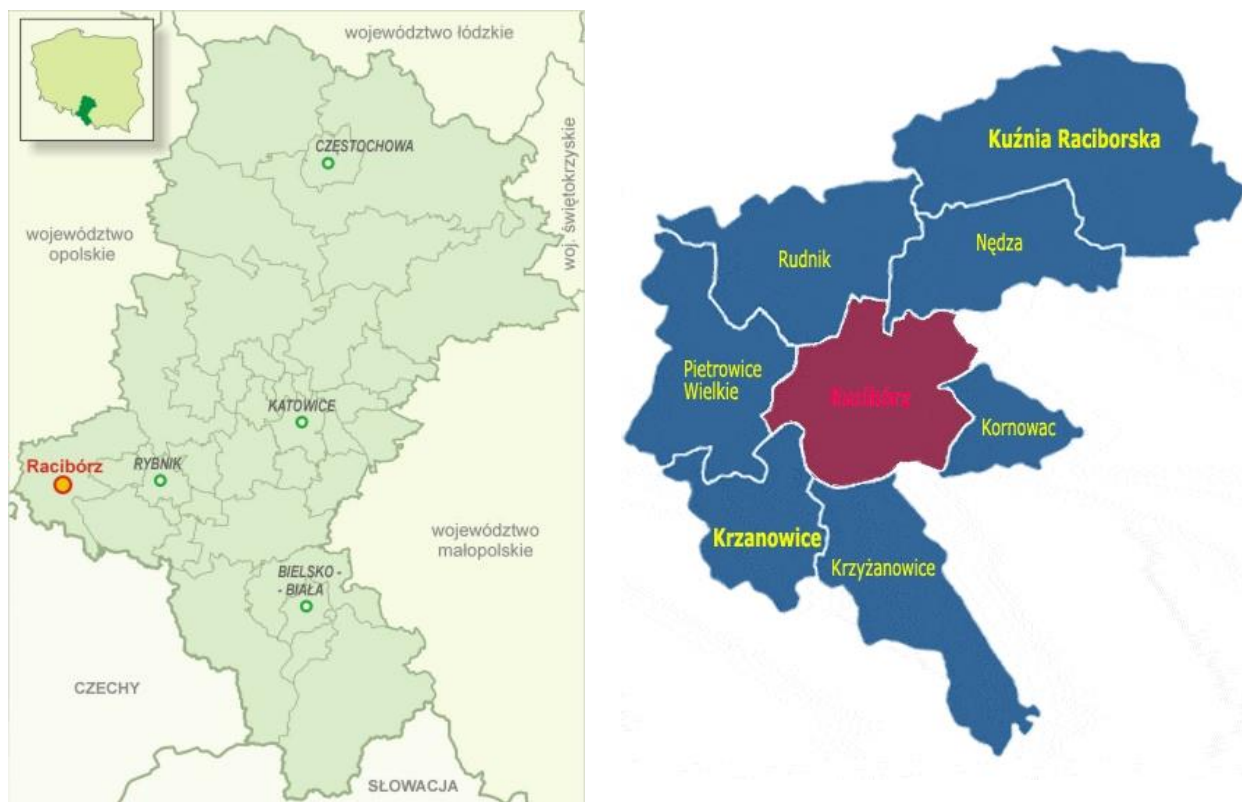 województwo łódzkie
CZĘSTOCHOWA
woj. świętokrzyskie
województwo
opolskie
KATOWICE
Racibórz
RYBNIK
województwo
małopolskie
BIELSKO -
- BIAŁA
CZECHY
SŁOWACJA
Kuźnia Raciborska
Nędza
Rudnik
Pietrowice
Wielkie
Racibórz
Kornowac
Krzanowice
Krzyżanowice